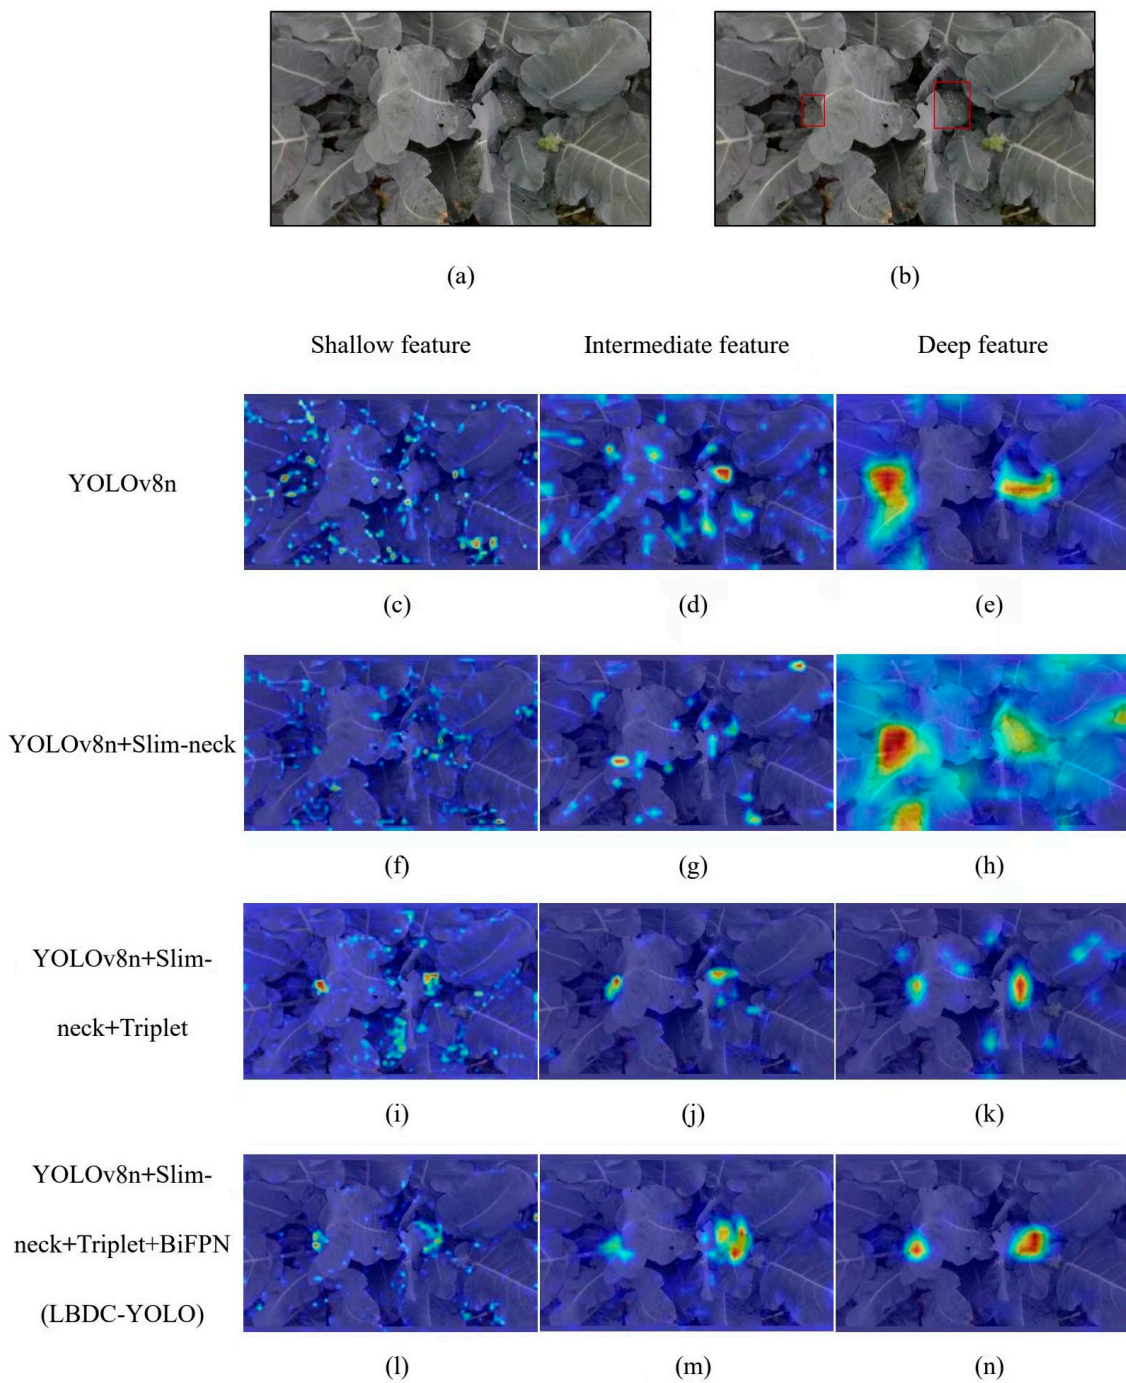 (a) (b)
Shallow feature Intermediate feature Deep feature
YOLOv8n
(c) (d) (e)
YOLOv8n+Slim-neck
(f) (g) (h)
YOLOv8n+Slim-
neck+Triplet
(i) (j) (k)
YOLOv8n+Slim-
neck+Triplet+BiFPN
(LBDC-YOLO)
(l) (m) (n)